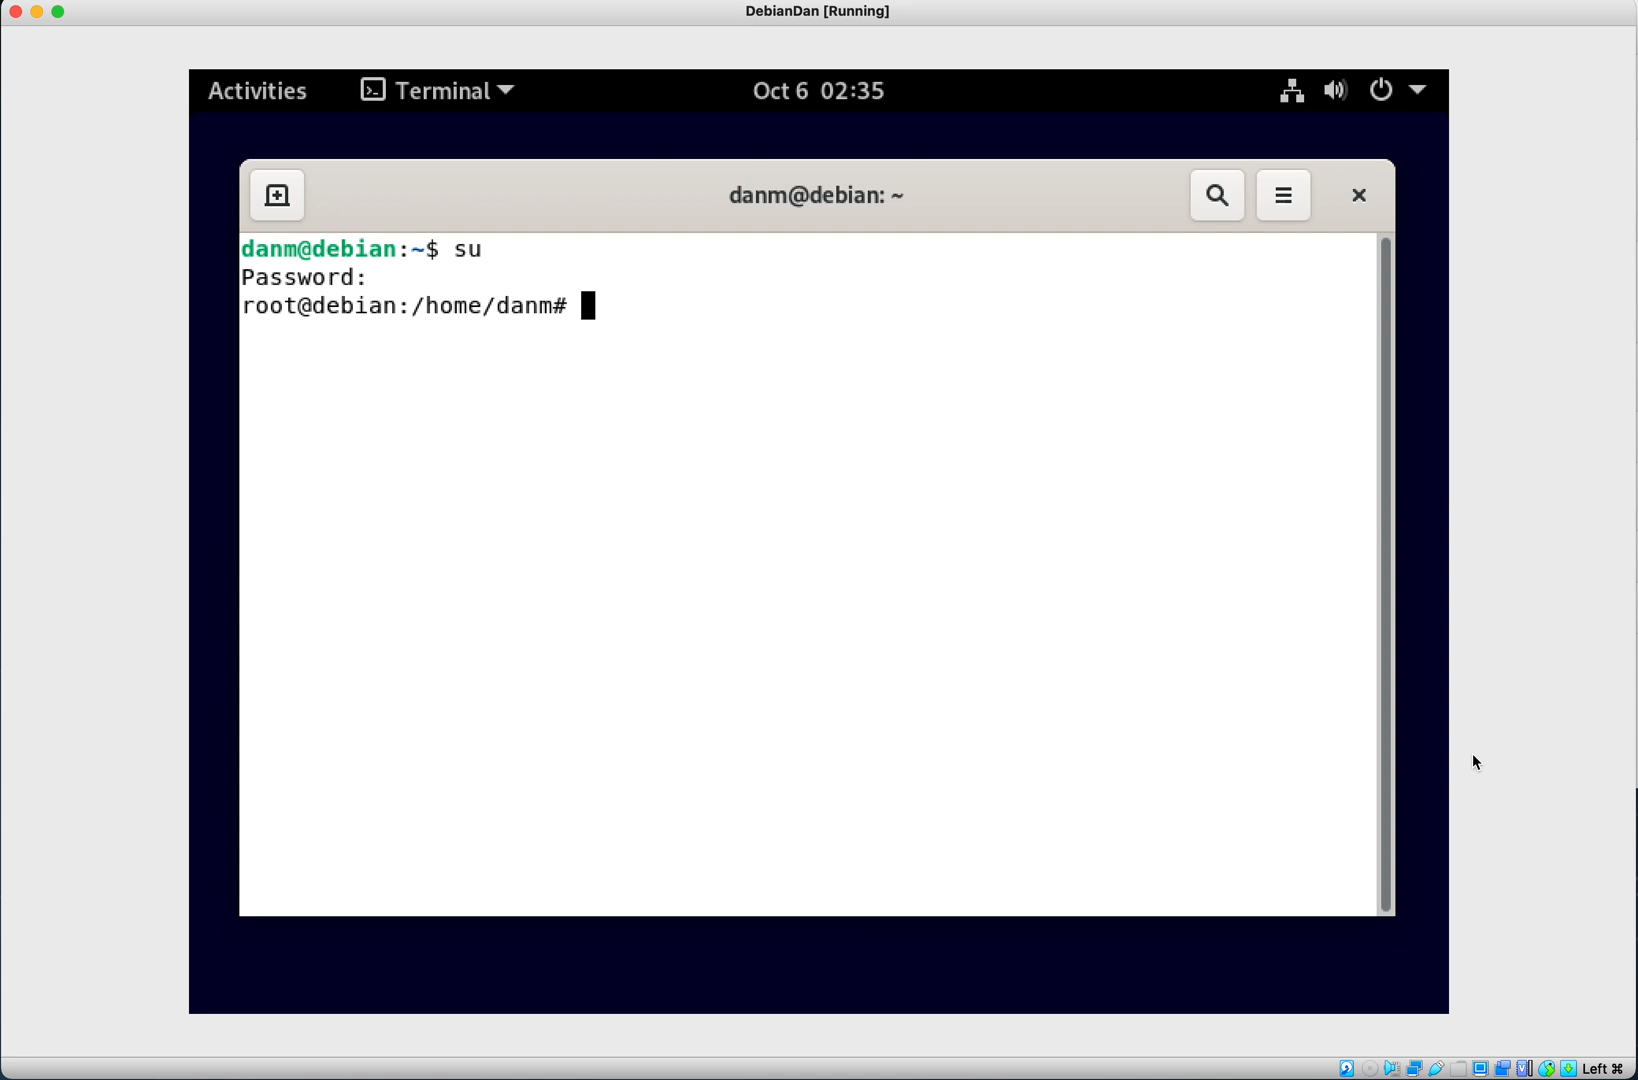 DebianDan [Running]
Activities Terminal Oct 6 02:35
danm@debian: ~
danm@debian:~$ su
Password:
root@debian:/home/danm#
Left ⌘